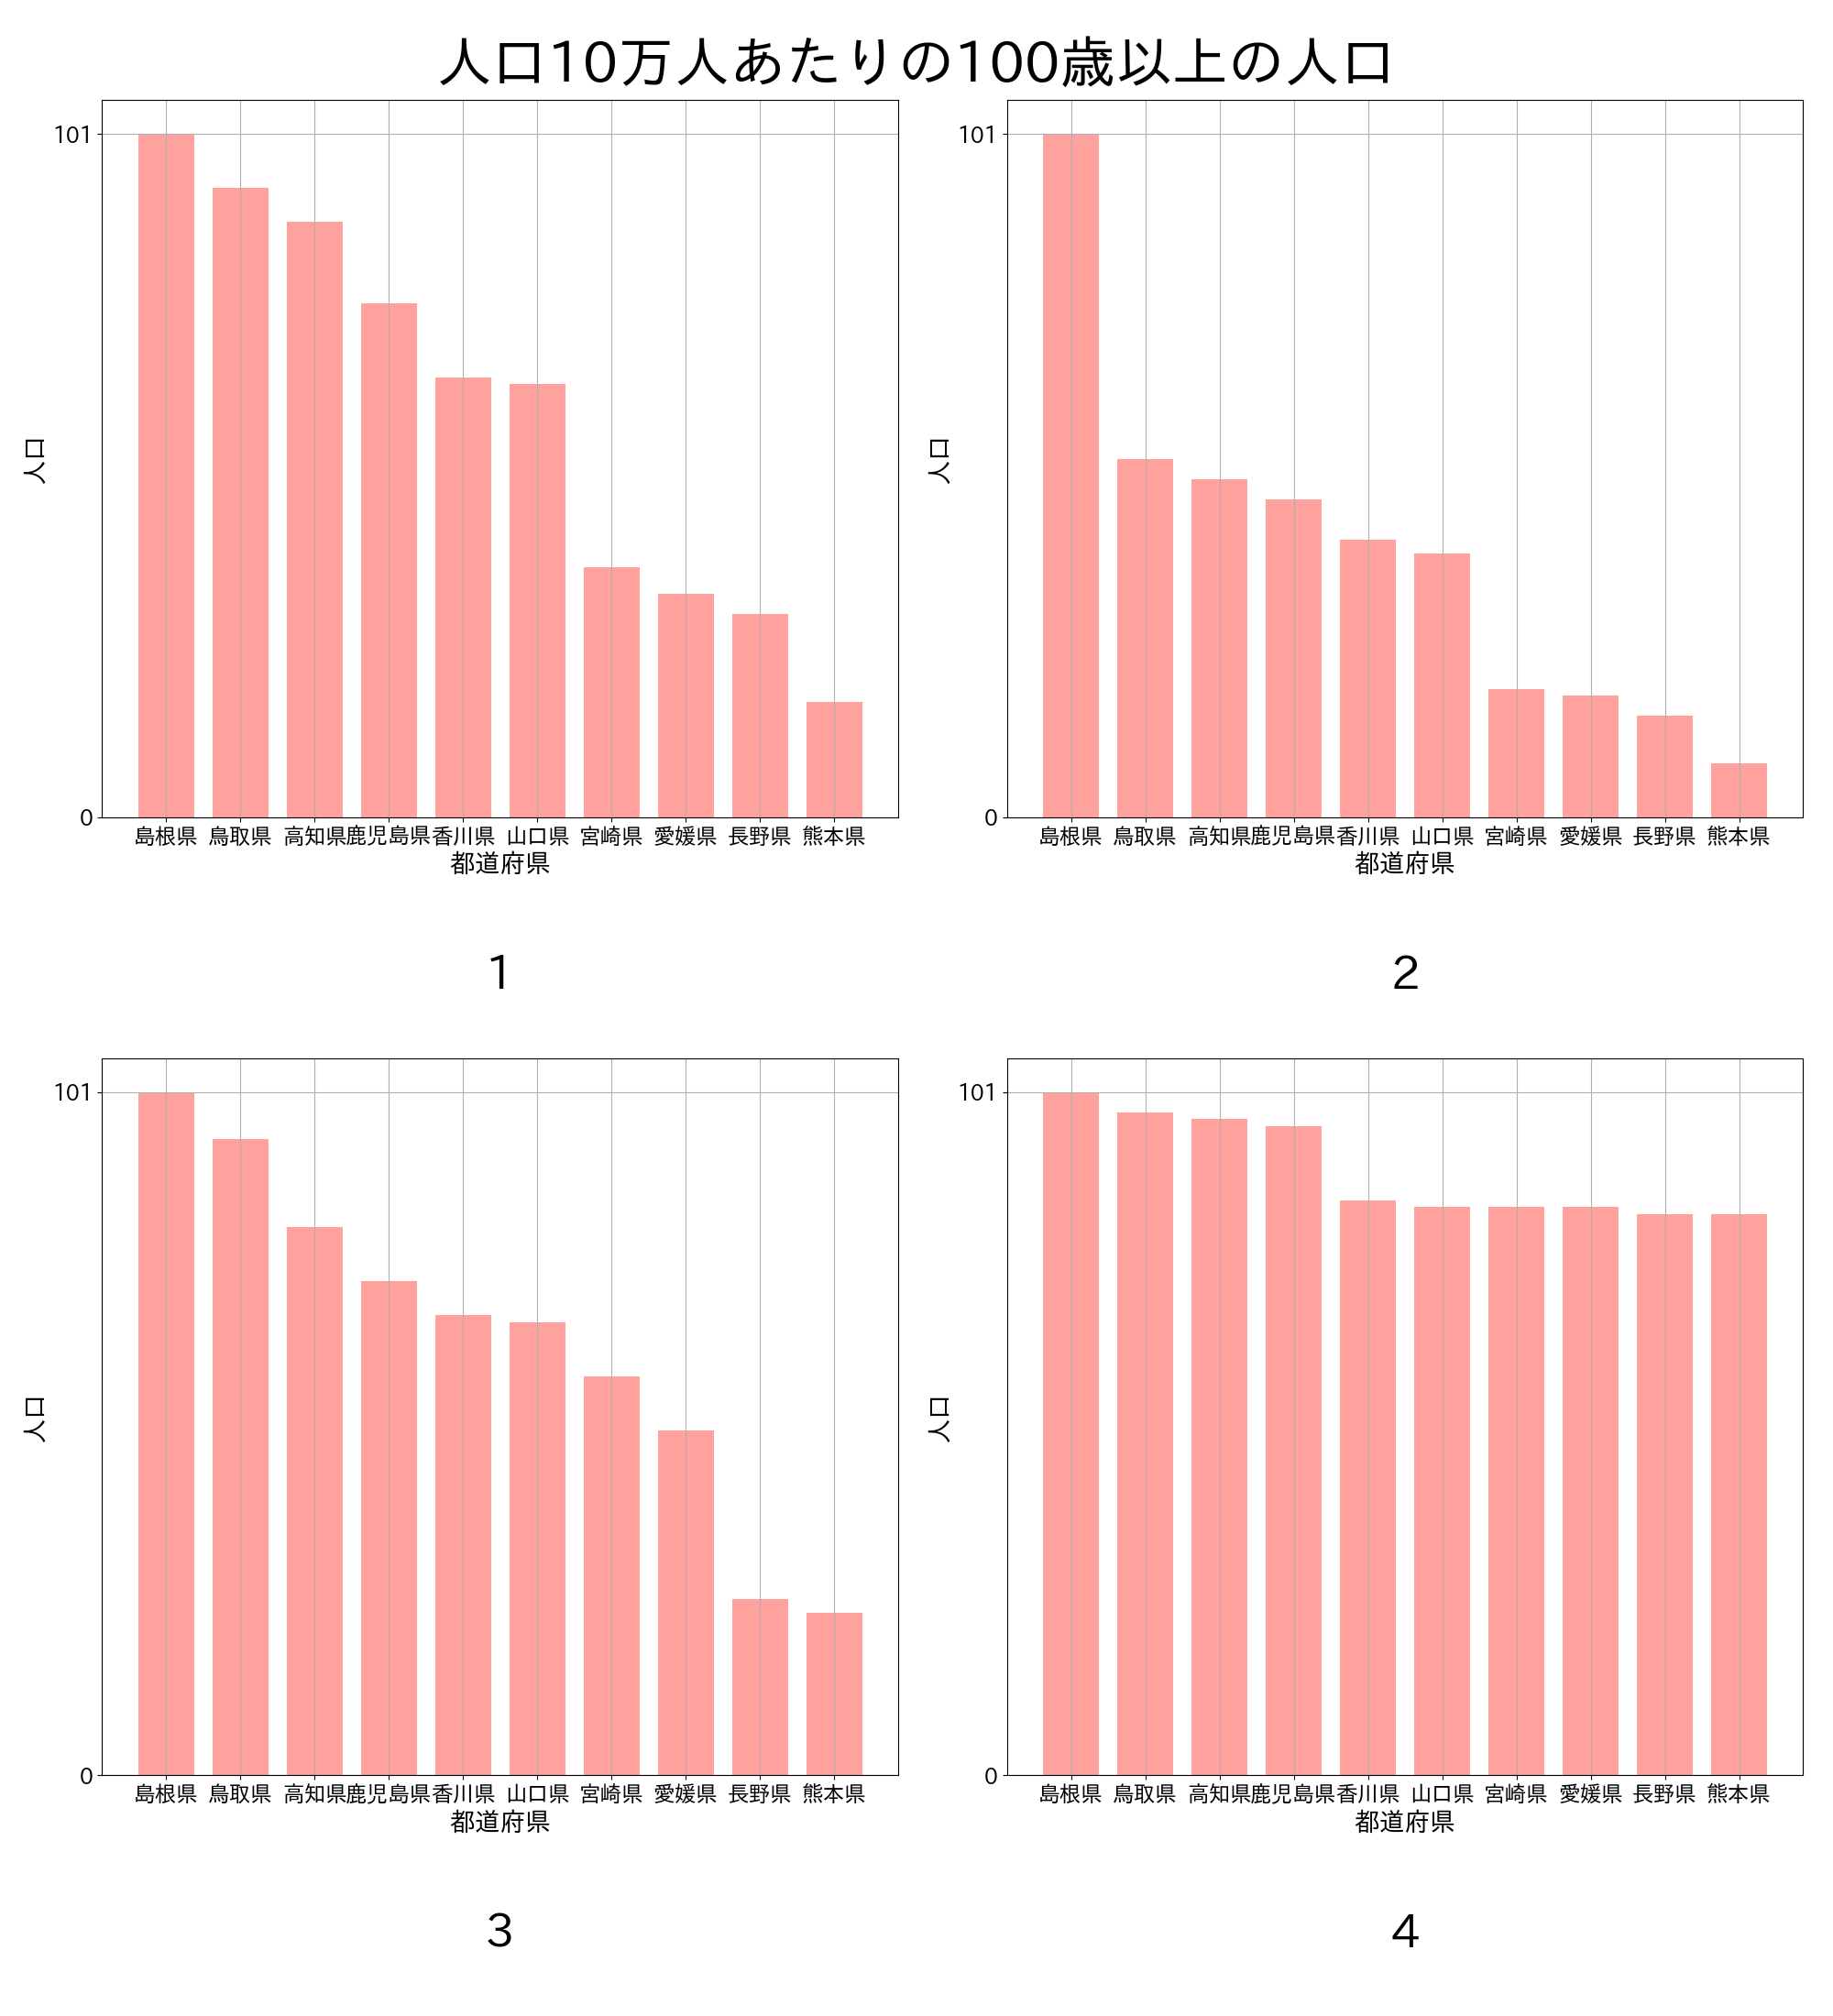 人口10万人あたりの100歳以上の人口
101
人口
0
島根県 鳥取県 高知県 鹿児島県 香川県 山口県 宮崎県 愛媛県 長野県 熊本県
都道府県
1
101
人口
0
島根県 鳥取県 高知県 鹿児島県 香川県 山口県 宮崎県 愛媛県 長野県 熊本県
都道府県
2
101
人口
0
島根県 鳥取県 高知県 鹿児島県 香川県 山口県 宮崎県 愛媛県 長野県 熊本県
都道府県
3
101
人口
0
島根県 鳥取県 高知県 鹿児島県 香川県 山口県 宮崎県 愛媛県 長野県 熊本県
都道府県
4